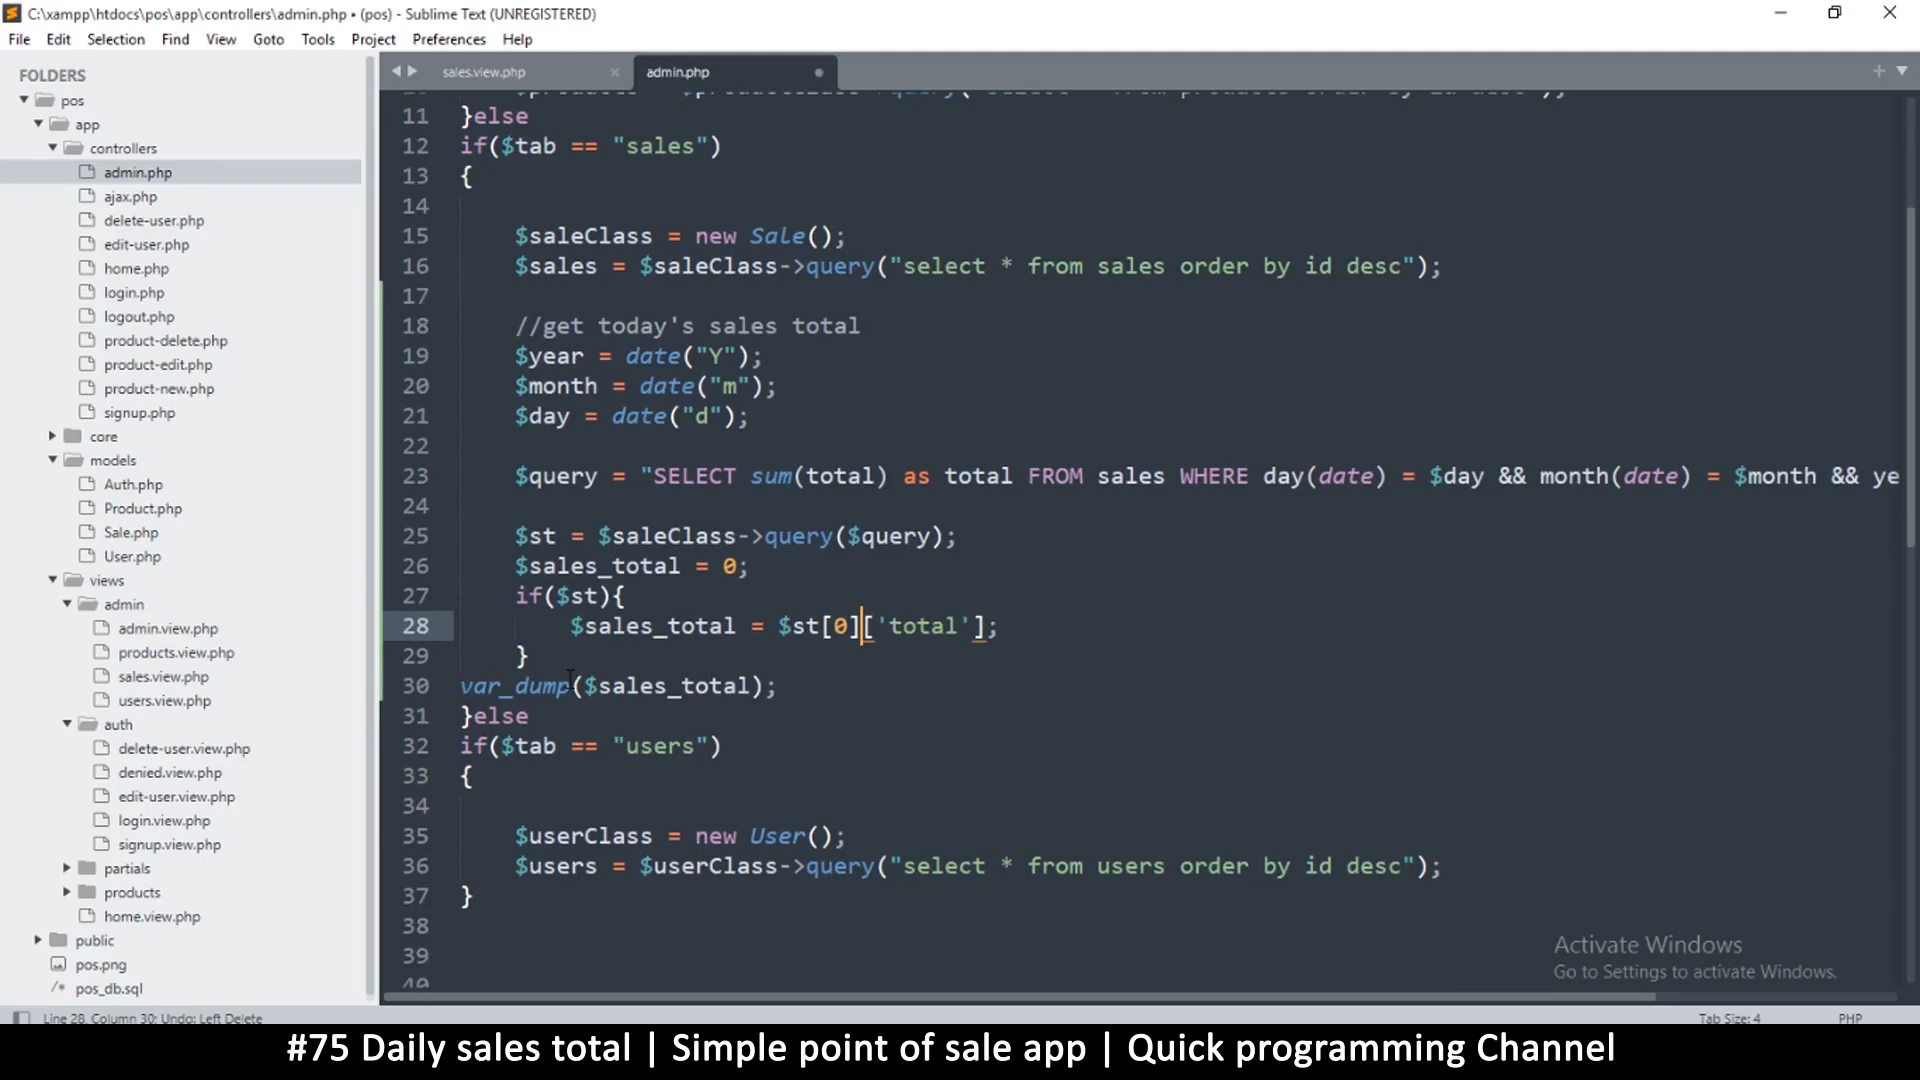 C:\xampp\htdocs\pos\app\controllers\admin.php • (pos) - Sublime Text (UNREGISTERED)
File Edit Selection Find View Goto Tools Project Preferences Help
FOLDERS
pos
app
controllers
admin.php
ajax.php
delete-user.php
edit-user.php
home.php
login.php
logout.php
product-delete.php
product-edit.php
product-new.php
signup.php
core
models
Auth.php
Product.php
Sale.php
User.php
views
admin
admin.view.php
products.view.php
sales.view.php
users.view.php
auth
delete-user.view.php
denied.view.php
edit-user.view.php
login.view.php
signup.view.php
partials
products
home.view.php
public
pos.png
/* pos_db.sql
sales.view.php × admin.php
11 }else
12 if($tab == "sales")
13 {
14
15 $saleClass = new Sale();
16 $sales = $saleClass->query("select * from sales order by id desc");
17
18 //get today's sales total
19 $year = date("Y");
20 $month = date("m");
21 $day = date("d");
22
23 $query = "SELECT sum(total) as total FROM sales WHERE day(date) = $day && month(date) = $month && ye
24
25 $st = $saleClass->query($query);
26 $sales_total = 0;
27 if($st){
28 $sales_total = $st[0]['total'];
29 }
30 var_dump($sales_total);
31 }else
32 if($tab == "users")
33 {
34
35 $userClass = new User();
36 $users = $userClass->query("select * from users order by id desc");
37 }
38
39
40
Activate Windows
Go to Settings to activate Windows.
Line 28, Column 30; Undo: Left Delete
Tab Size: 4 PHP
#75 Daily sales total | Simple point of sale app | Quick programming Channel